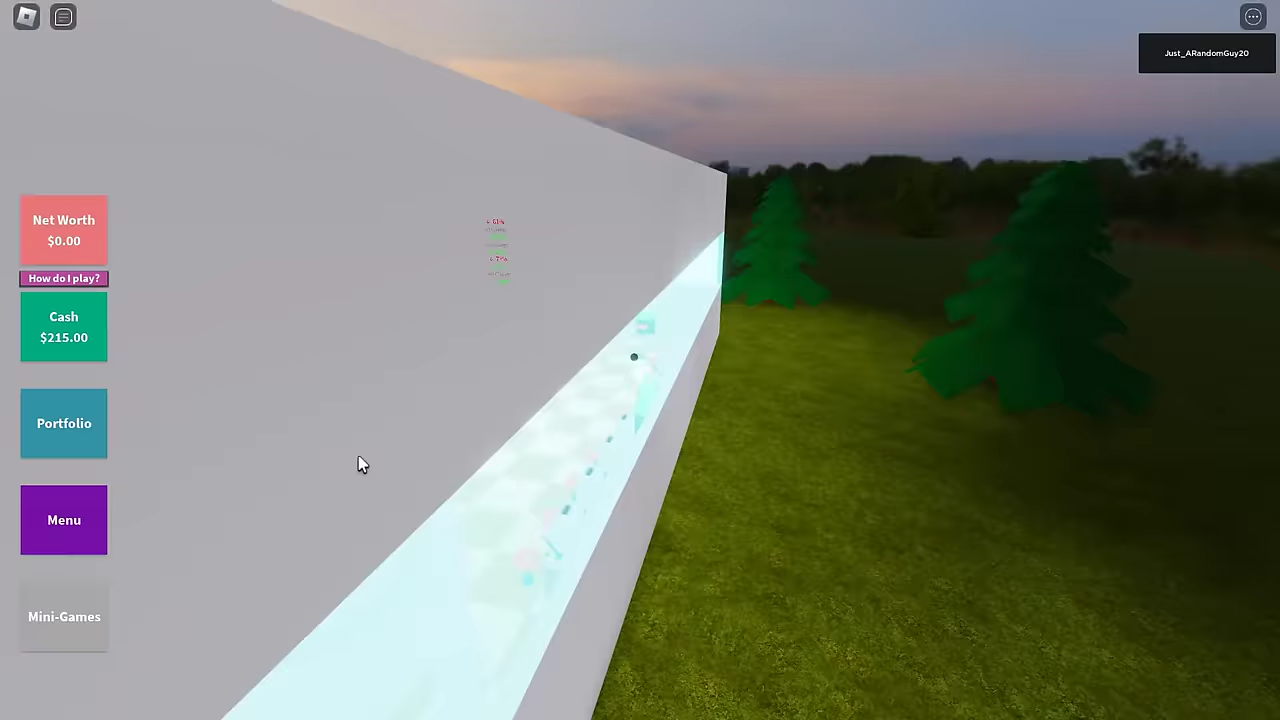 Just_ARandomGuy20
Net Worth
$0.00
How do I play?
Cash
$215.00
Portfolio
Menu
Mini-Games